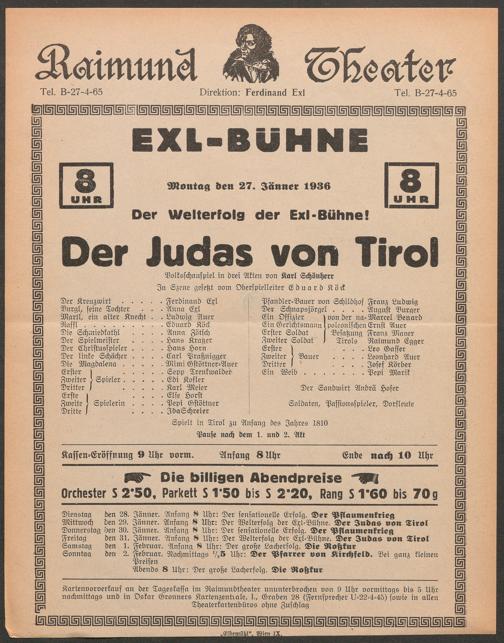 Raimund Theater
Tel. B-27-4-65 Direktion: Ferdinand Exl Tel. B-27-4-65
EXL-BÜHNE
8 UHR
Montag den 27. Jänner 1936
8 UHR
Der Welterfolg der Exl-Bühne!
Der Judas von Tirol
Volksschauspiel in drei Akten von Karl Schönherr
In Szene gesetzt vom Oberspielleiter Eduard Köck
Der Kreuzwirt . . . . . Ferdinand Exl
Burgl, seine Tochter . . . . Anna Exl
Martl, ein alter Knecht . . Ludwig Auer
Raffl . . . . . . . Eduard Köck
Die Schaniedkathl . . . . Anna Fötsch
Der Spielmeister . . . . Hans Kratzer
Der Christusspieler . . . . Hans Horn
Der linke Schächer . . . . Carl Praßnigger
Die Magdalena . . . . Mimi Gstöttner-Auer
Erster } . . . . Sepp Trenkwalder
Zweiter } Spieler . . . . Edi Kofler
Dritter } . . . . Karl Meier
Erste } . . . . Else Horst
Zweite } Spielerin . . . . Pepi Gstöttner
Dritte } . . . . Ida Schreier
Pfandler-Bauer von Schildhof Franz Ludwig
Der Schnapsjörgl . . . August Burger
Ein Offizier } von der na- Marcel Benard
Ein Gerichtsmann } poleonischen Ernst Auer
Erster Soldat } Besatzung Franz Mauer
Zweiter Soldat } Tirols Raimund Egger
Erster } . . . . Leo Gasser
Zweiter } Bauer . . . . Leonhard Auer
Dritter } . . . . Josef Körber
Ein Weib . . . . . Pepi Marik
Der Sandwirt Andrä Hofer
Soldaten, Passionsspieler, Dorfleute
Spielt in Tirol zu Anfang des Jahres 1810
Pause nach dem 1. und 2. Akt
Kassen-Eröffnung 9 Uhr vorm. Anfang 8 Uhr Ende nach 10 Uhr
Die billigen Abendpreise
Orchester S 2·50, Parkett S 1·50 bis S 2·20, Rang S 1·60 bis 70 g
Dienstag den 28. Jänner. Anfang 8 Uhr: Der sensationelle Erfolg. Der Pflaumenkrieg
Mittwoch den 29. Jänner. Anfang 8 Uhr: Der Welterfolg der Exl-Bühne. Der Judas von Tirol
Donnerstag den 30. Jänner. Anfang 8 Uhr: Der sensationelle Erfolg. Der Pflaumenkrieg
Freitag den 31. Jänner. Anfang 8 Uhr: Der Welterfolg der Exl-Bühne. Der Judas von Tirol
Samstag den 1. Februar. Anfang 8 Uhr: Der große Lacherfolg. Die Roßkur
Sonntag den 2. Februar. Nachmittags Uhr: Der Pfarrer von Kirchfeld. Bei ganz kleinen
Preisen
Abends 8 Uhr: Der große Lacherfolg. Die Roßkur
Kartenvorverkauf an der Tageskassa im Raimundtheater ununterbrochen von 9 Uhr vormittags bis 5 Uhr
nachmittags und in Oskar Gronners Kartenzentrale, I., Graben 28 (Fernsprecher U-22-4-45) sowie in allen
Theaterkartenbüros ohne Zuschlag
„Elbemühl“, Wien IX.